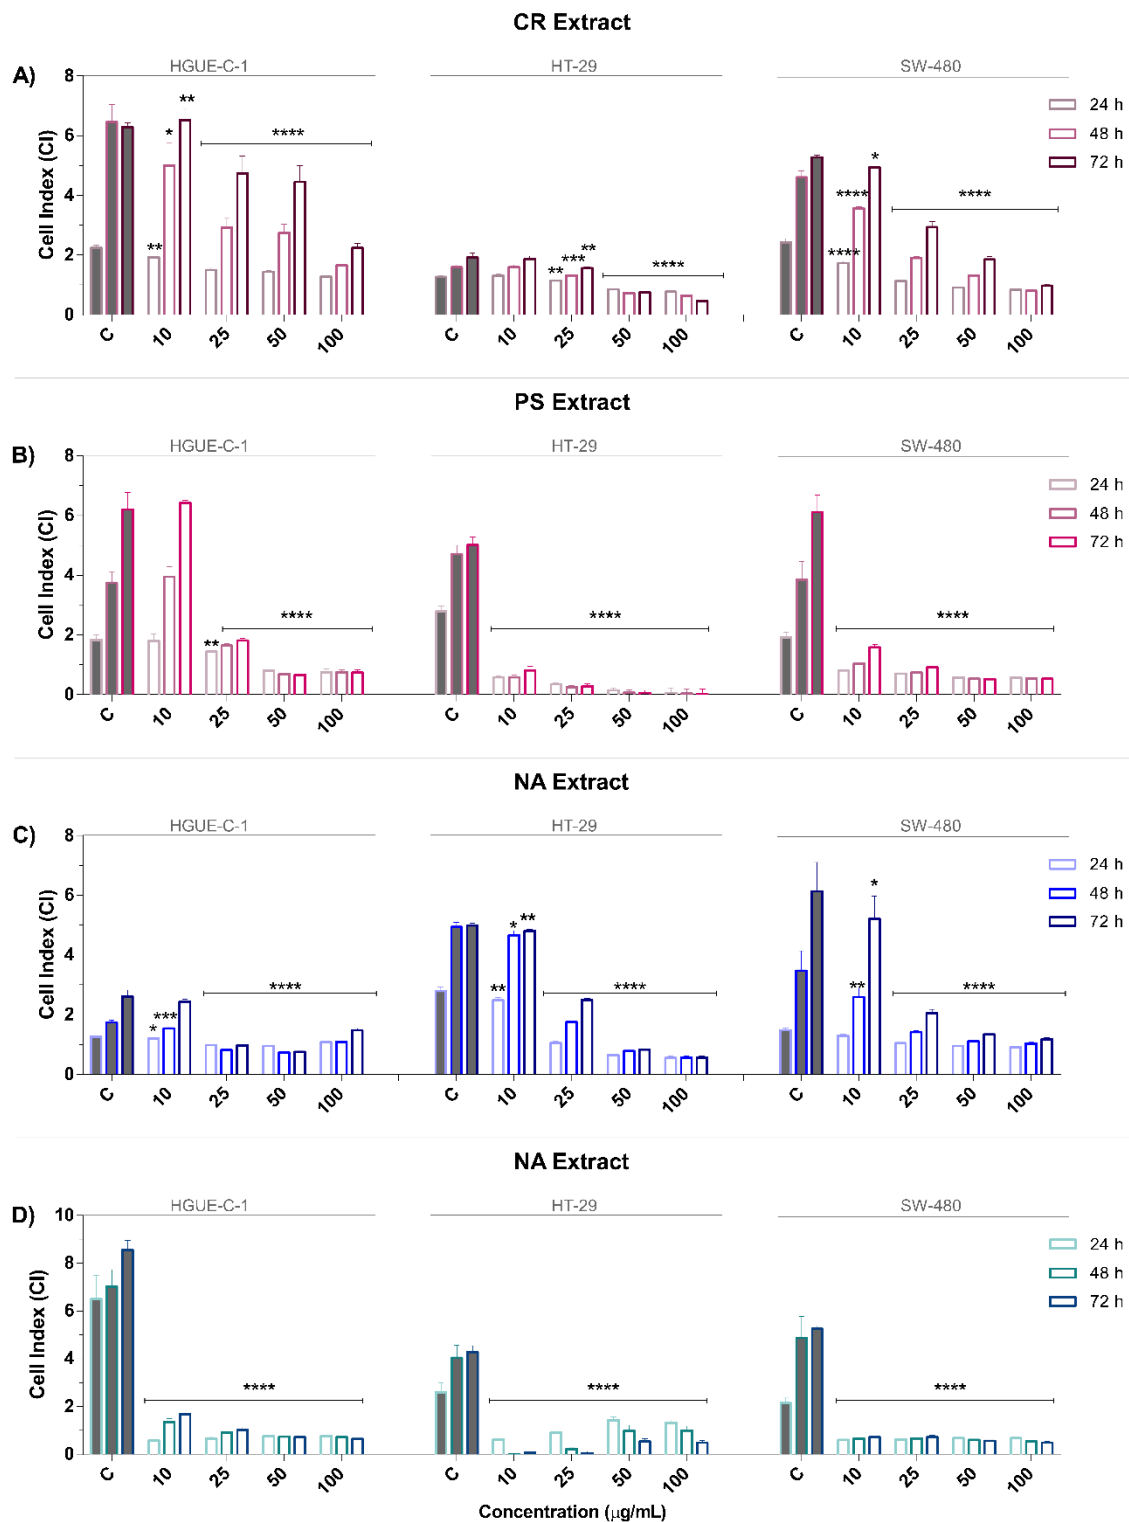 CR Extract
A)
HGUE-C-1 HT-29 SW-480
8
6
4
2
0
Cell Index (CI)
** * ** ****
** *** ** ****
**** **** * ****
24 h
48 h
72 h
C 10 25 50 100 C 10 25 50 100 C 10 25 50 100
PS Extract
B)
HGUE-C-1 HT-29 SW-480
8
6
4
2
0
Cell Index (CI)
** ****
****
****
24 h
48 h
72 h
C 10 25 50 100 C 10 25 50 100 C 10 25 50 100
NA Extract
C)
HGUE-C-1 HT-29 SW-480
8
6
4
2
0
Cell Index (CI)
* *** ****
** * ** ****
** * ****
24 h
48 h
72 h
C 10 25 50 100 C 10 25 50 100 C 10 25 50 100
NA Extract
D)
HGUE-C-1 HT-29 SW-480
10
8
6
4
2
0
Cell Index (CI)
****
****
****
24 h
48 h
72 h
C 10 25 50 100 C 10 25 50 100 C 10 25 50 100
Concentration (μg/mL)